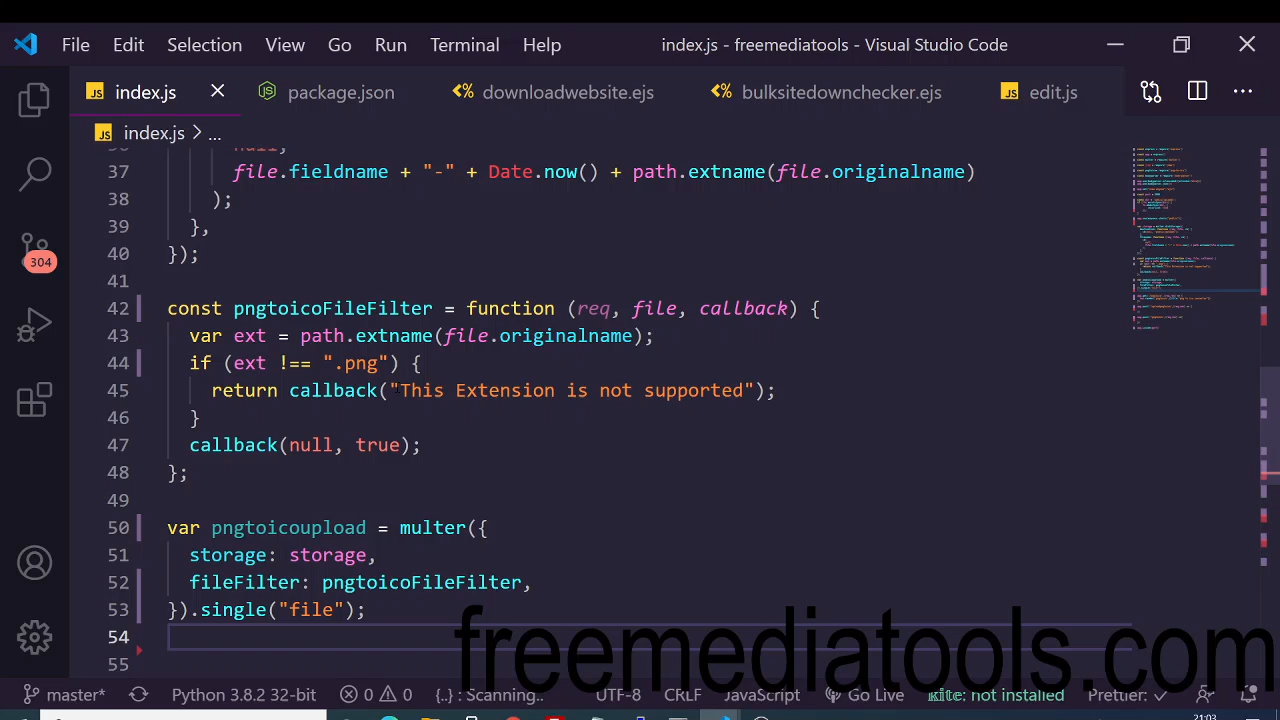 File Edit Selection View Go Run Terminal Help index.js - freemediatools - Visual Studio Code
index.js package.json downloadwebsite.ejs bulksitedownchecker.ejs edit.js
index.js > ...
37 file.fieldname + "-" + Date.now() + path.extname(file.originalname)
38 );
39 },
40 });
41
42 const pngtoicoFileFilter = function (req, file, callback) {
43 var ext = path.extname(file.originalname);
44 if (ext !== ".png") {
45 return callback("This Extension is not supported");
46 }
47 callback(null, true);
48 };
49
50 var pngtoicoupload = multer({
51 storage: storage,
52 fileFilter: pngtoicoFileFilter,
53 }).single("file");
54
55
304
freemediatools.com
master* Python 3.8.2 32-bit 0 0 {..} : Scanning.. UTF-8 CRLF JavaScript Go Live kite: not installed Prettier: ✓
21:03